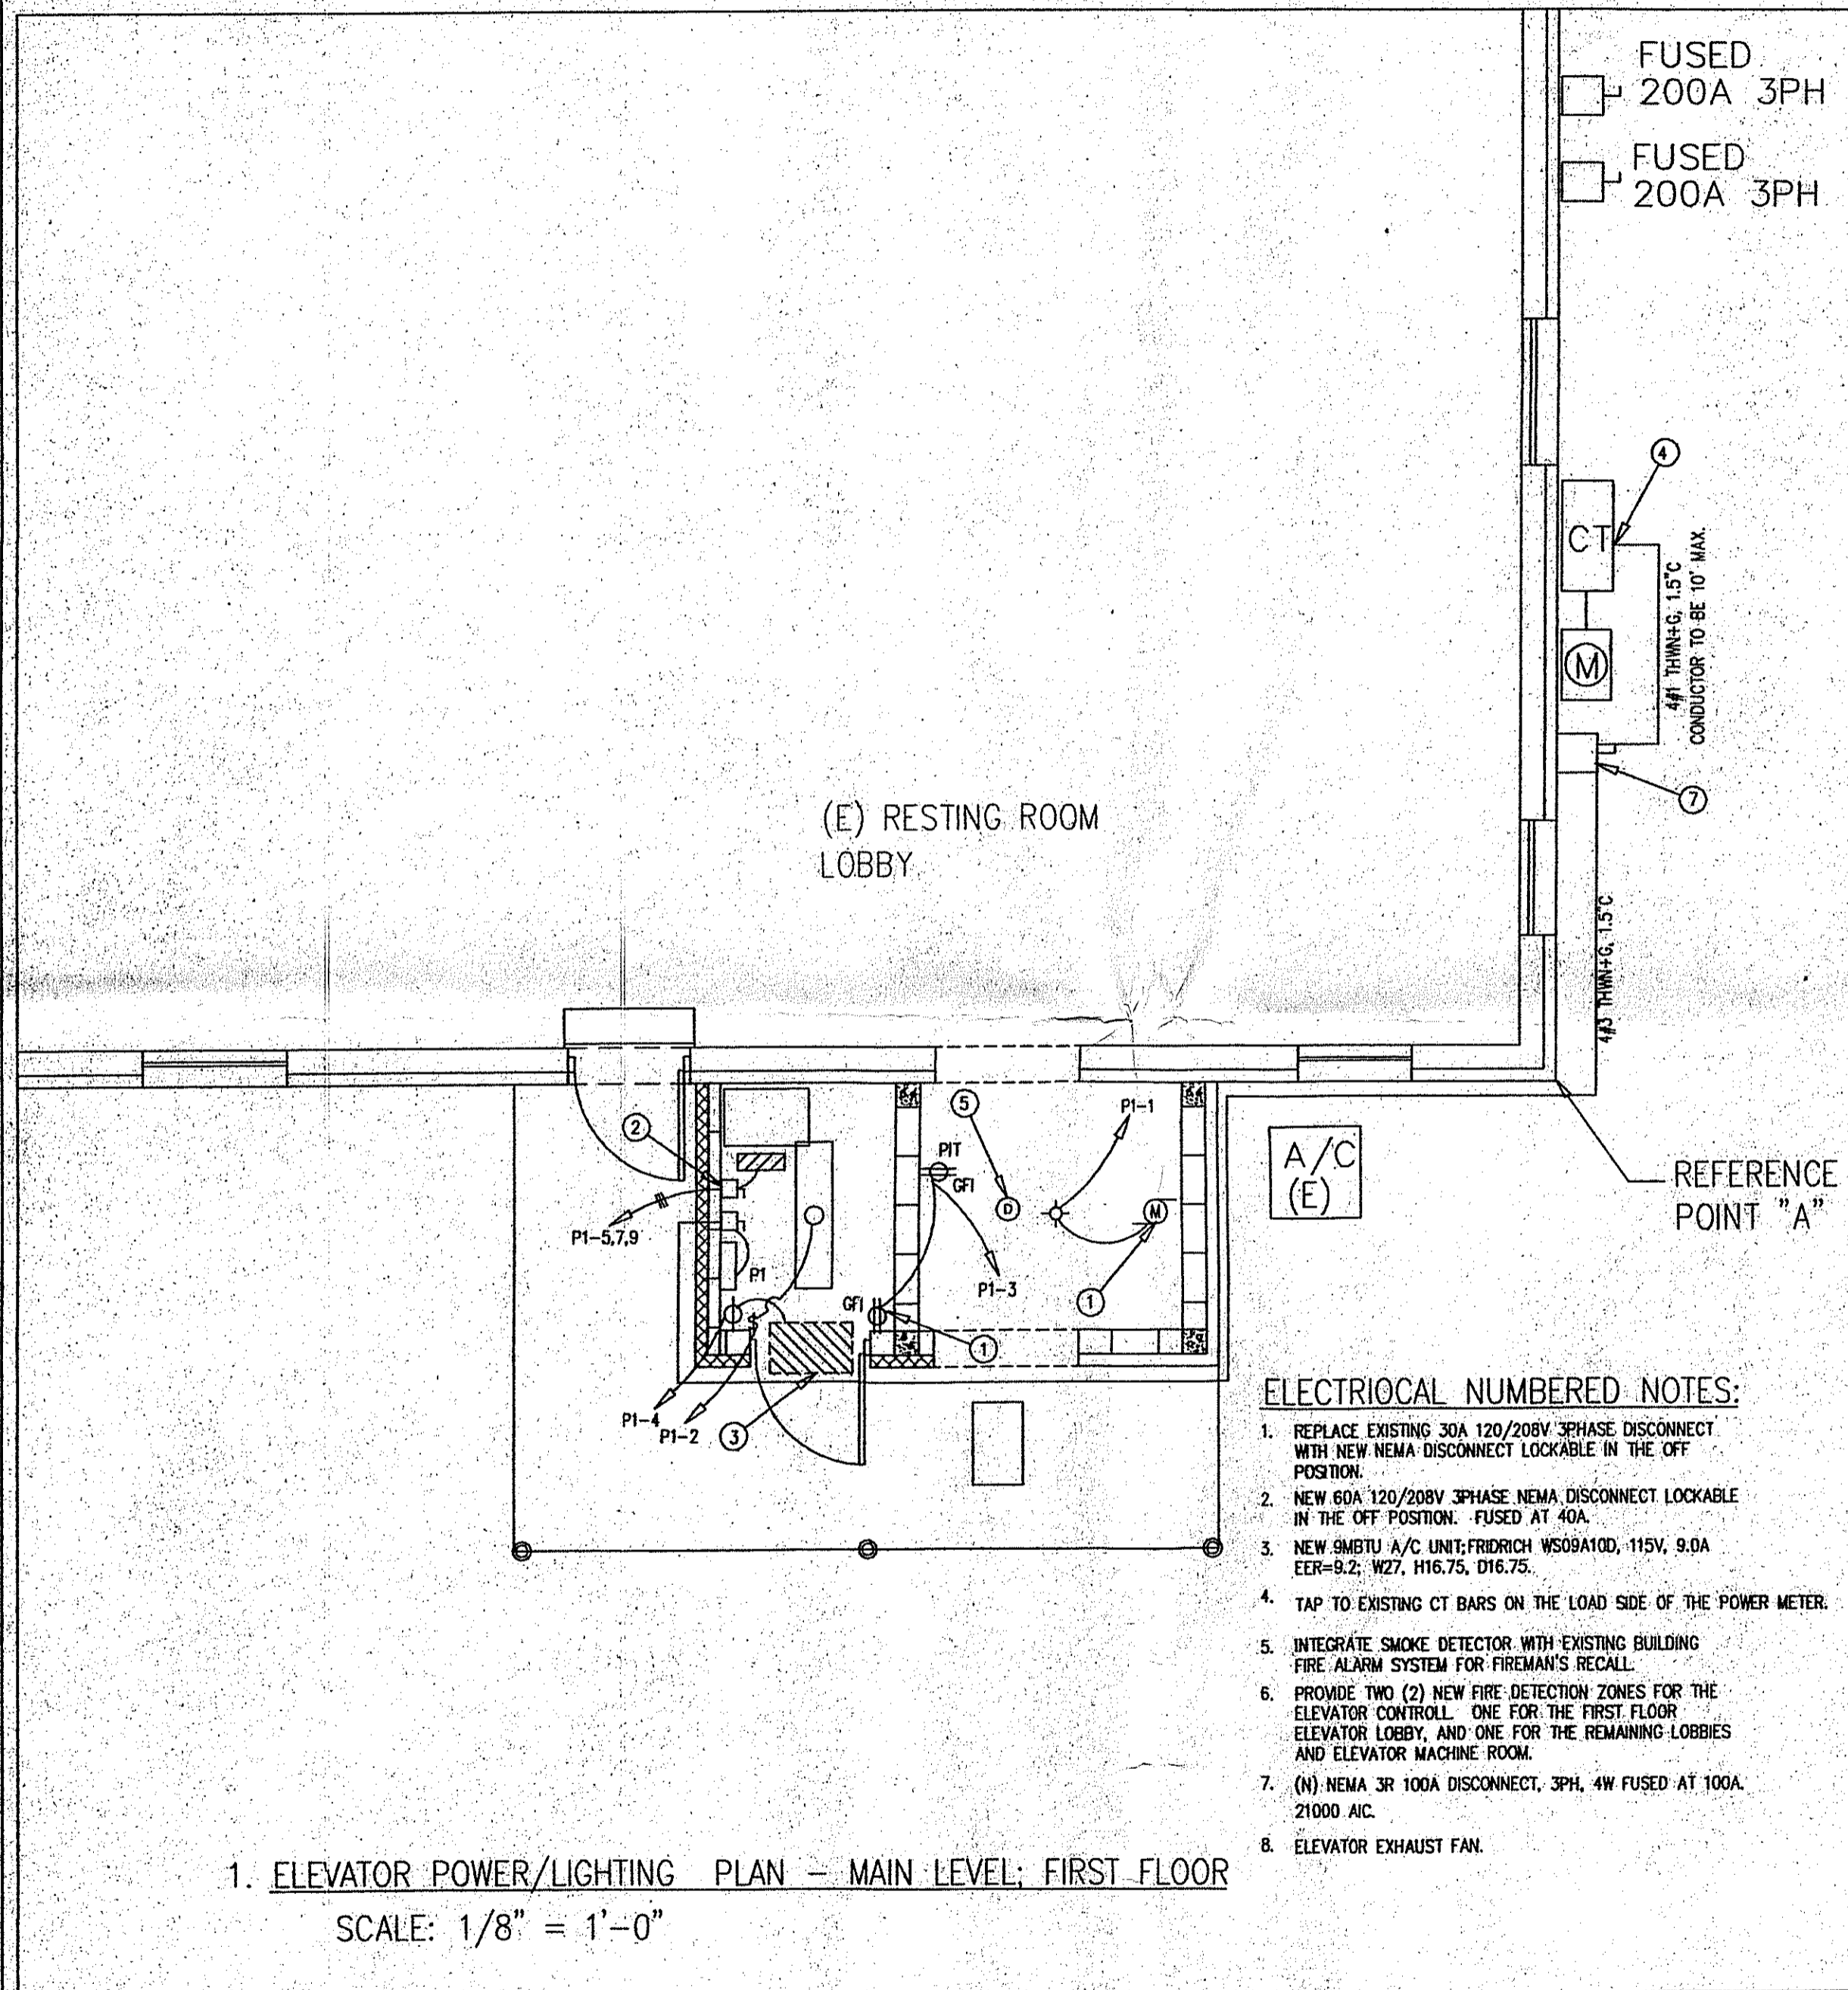 FUSED
200A 3PH
FUSED
200A 3PH
4
CT
4#1 THWN+G, 1.5"C
CONDUCTOR TO BE 10' MAX.
M
7
(E) RESTING ROOM
LOBBY
4#3 THWN+G, 1.5"C
2
5
P1-1
PIT
GFI
D
M
A/C
(E)
REFERENCE
POINT "A"
P1-5,7,9
P1
P1-3
1
GFI
1
P1-4
P1-2
3
ELECTRIOCAL NUMBERED NOTES:
1. REPLACE EXISTING 30A 120/208V 3PHASE DISCONNECT
WITH NEW NEMA DISCONNECT LOCKABLE IN THE OFF
POSITION.
2. NEW 60A 120/208V 3PHASE NEMA DISCONNECT LOCKABLE
IN THE OFF POSITION. FUSED AT 40A.
3. NEW 9MBTU A/C UNIT;FRIDRICH WS09A10D, 115V, 9.0A
EER=9.2; W27, H16.75, D16.75.
4. TAP TO EXISTING CT BARS ON THE LOAD SIDE OF THE POWER METER.
5. INTEGRATE SMOKE DETECTOR WITH EXISTING BUILDING
FIRE ALARM SYSTEM FOR FIREMAN'S RECALL.
6. PROVIDE TWO (2) NEW FIRE DETECTION ZONES FOR THE
ELEVATOR CONTROLL. ONE FOR THE FIRST FLOOR
ELEVATOR LOBBY, AND ONE FOR THE REMAINING LOBBIES
AND ELEVATOR MACHINE ROOM.
7. (N) NEMA 3R 100A DISCONNECT, 3PH, 4W FUSED AT 100A.
21000 AIC.
8. ELEVATOR EXHAUST FAN.
1. ELEVATOR POWER/LIGHTING PLAN – MAIN LEVEL; FIRST FLOOR
SCALE: 1/8" = 1'-0"